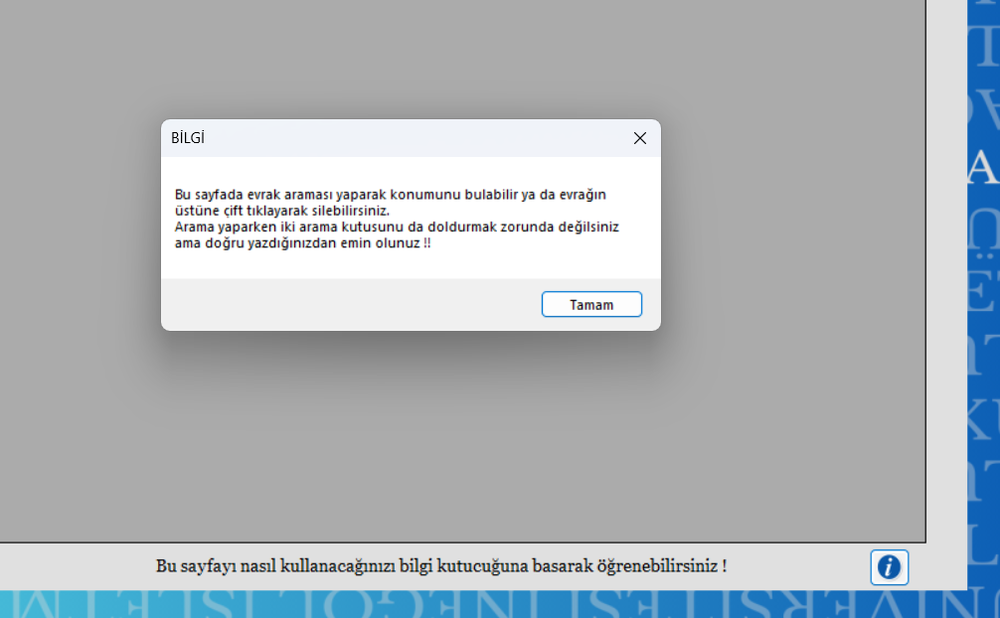 BİLGİ
Bu sayfada evrak araması yaparak konumunu bulabilir ya da evrağın
üstüne çift tıklayarak silebilirsiniz.
Arama yaparken iki arama kutusunu da doldurmak zorunda değilsiniz
ama doğru yazdığınızdan emin olunuz !!
Tamam
Bu sayfayı nasıl kullanacağınızı bilgi kutucuğuna basarak öğrenebilirsiniz !
i